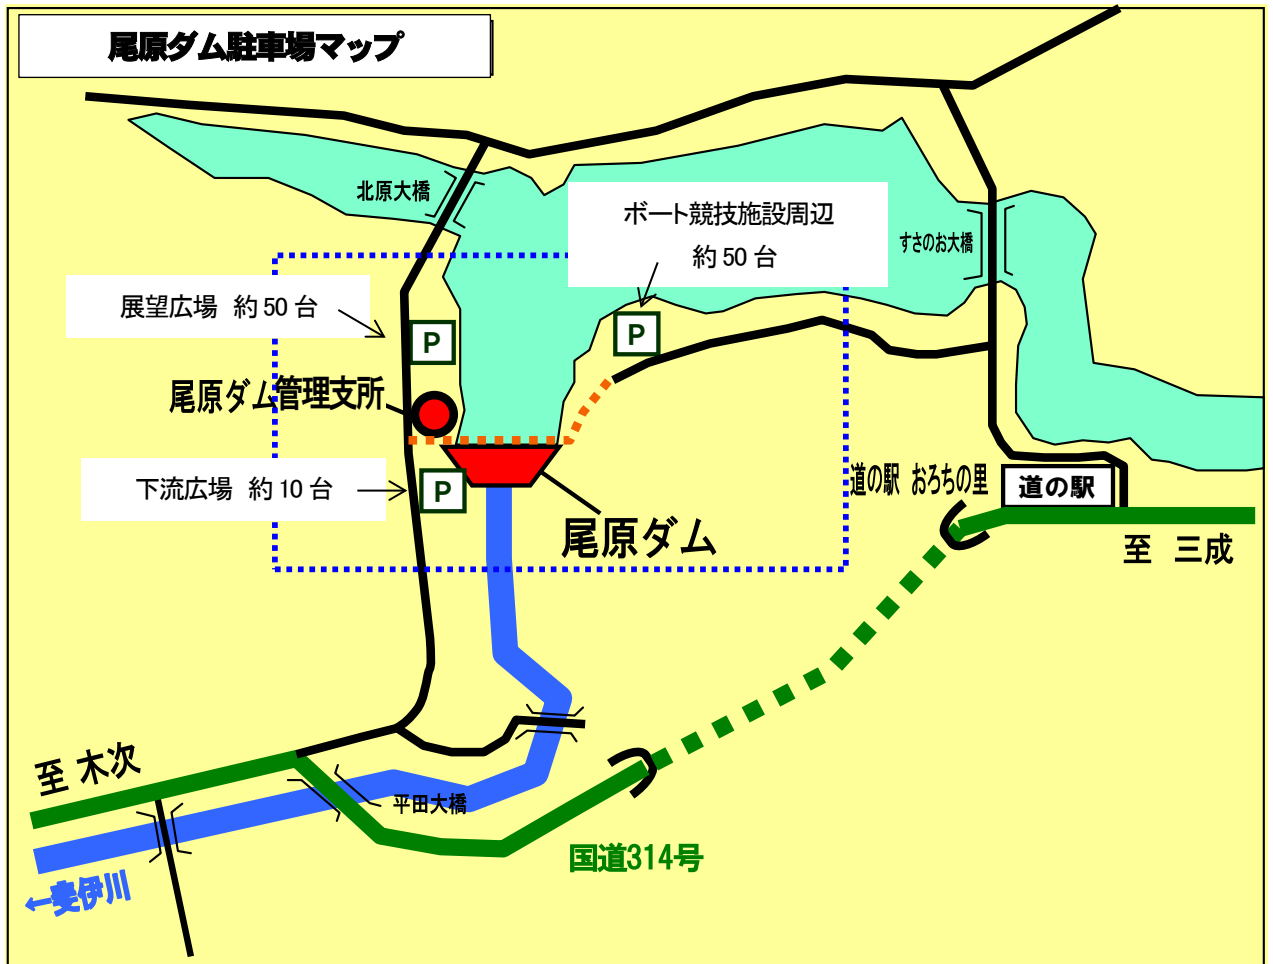 尾原ダム駐車場マップ
北原大橋
ボート競技施設周辺
約 50 台
すさのお大橋
展望広場 約 50 台
P
P
尾原ダム管理支所
下流広場 約 10 台
P
道の駅 おろちの里
道の駅
尾原ダム
至 三成
至 木次
平田大橋
国道314号
←斐伊川